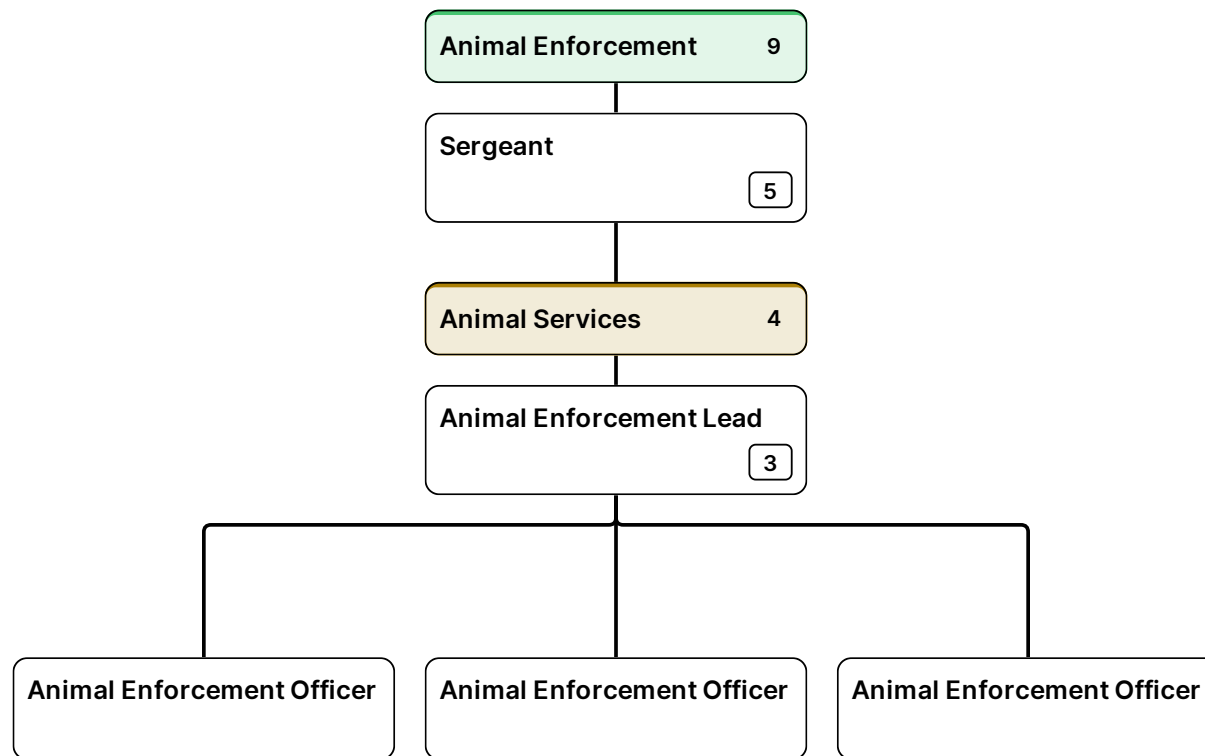 Animal Enforcement 9
Sergeant
5
Animal Services 4
Animal Enforcement Lead
3
Animal Enforcement Officer
Animal Enforcement Officer
Animal Enforcement Officer